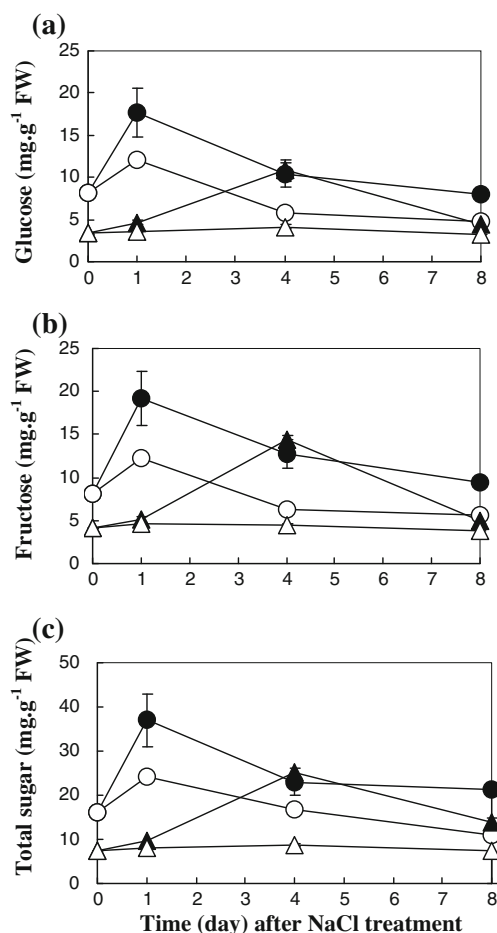 (a)
Glucose (mg.g-1 FW)
25
20
15
10
5
0
0 1 2 3 4 5 6 7 8
(b)
Fructose (mg.g-1 FW)
25
20
15
10
5
0
0 1 2 3 4 5 6 7 8
(c)
Total sugar (mg.g-1 FW)
50
40
30
20
10
0
0 1 2 3 4 5 6 7 8
Time (day) after NaCl treatment